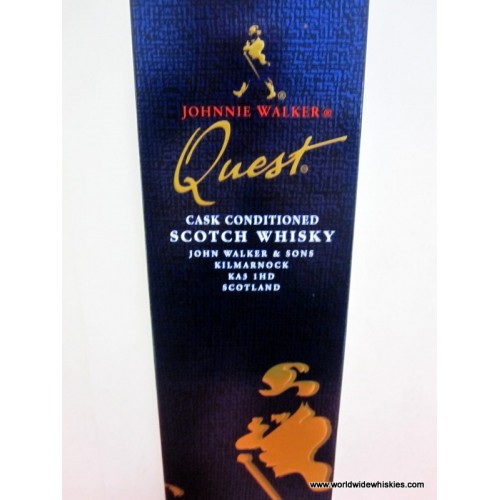 JOHNNIE WALKER®
Quest®
CASK CONDITIONED
SCOTCH WHISKY
JOHN WALKER & SONS
KILMARNOCK
KA3 1HD
SCOTLAND
www.worldwidewhiskies.com